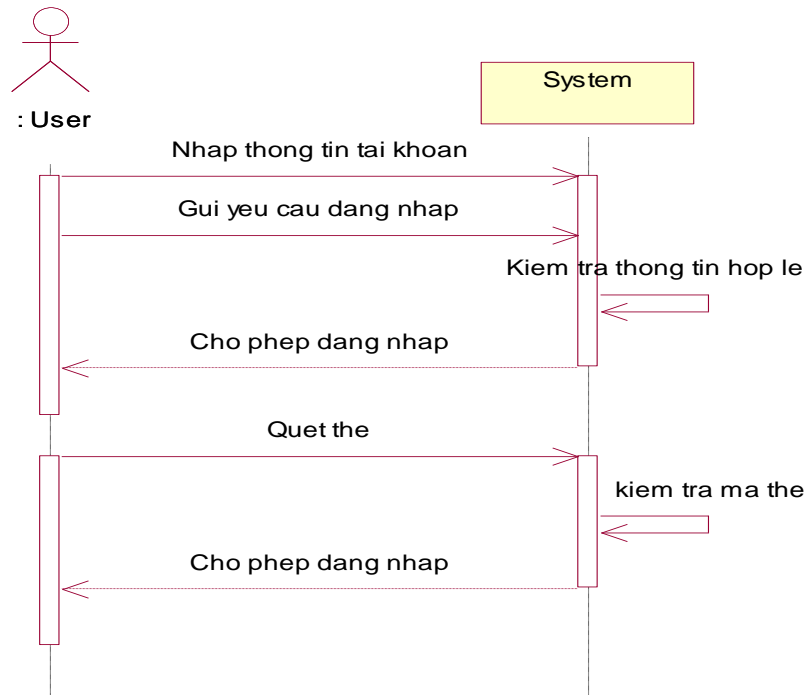 System
: User
Nhap thong tin tai khoan
Gui yeu cau dang nhap
Kiem tra thong tin hop le
Cho phep dang nhap
Quet the
kiem tra ma the
Cho phep dang nhap